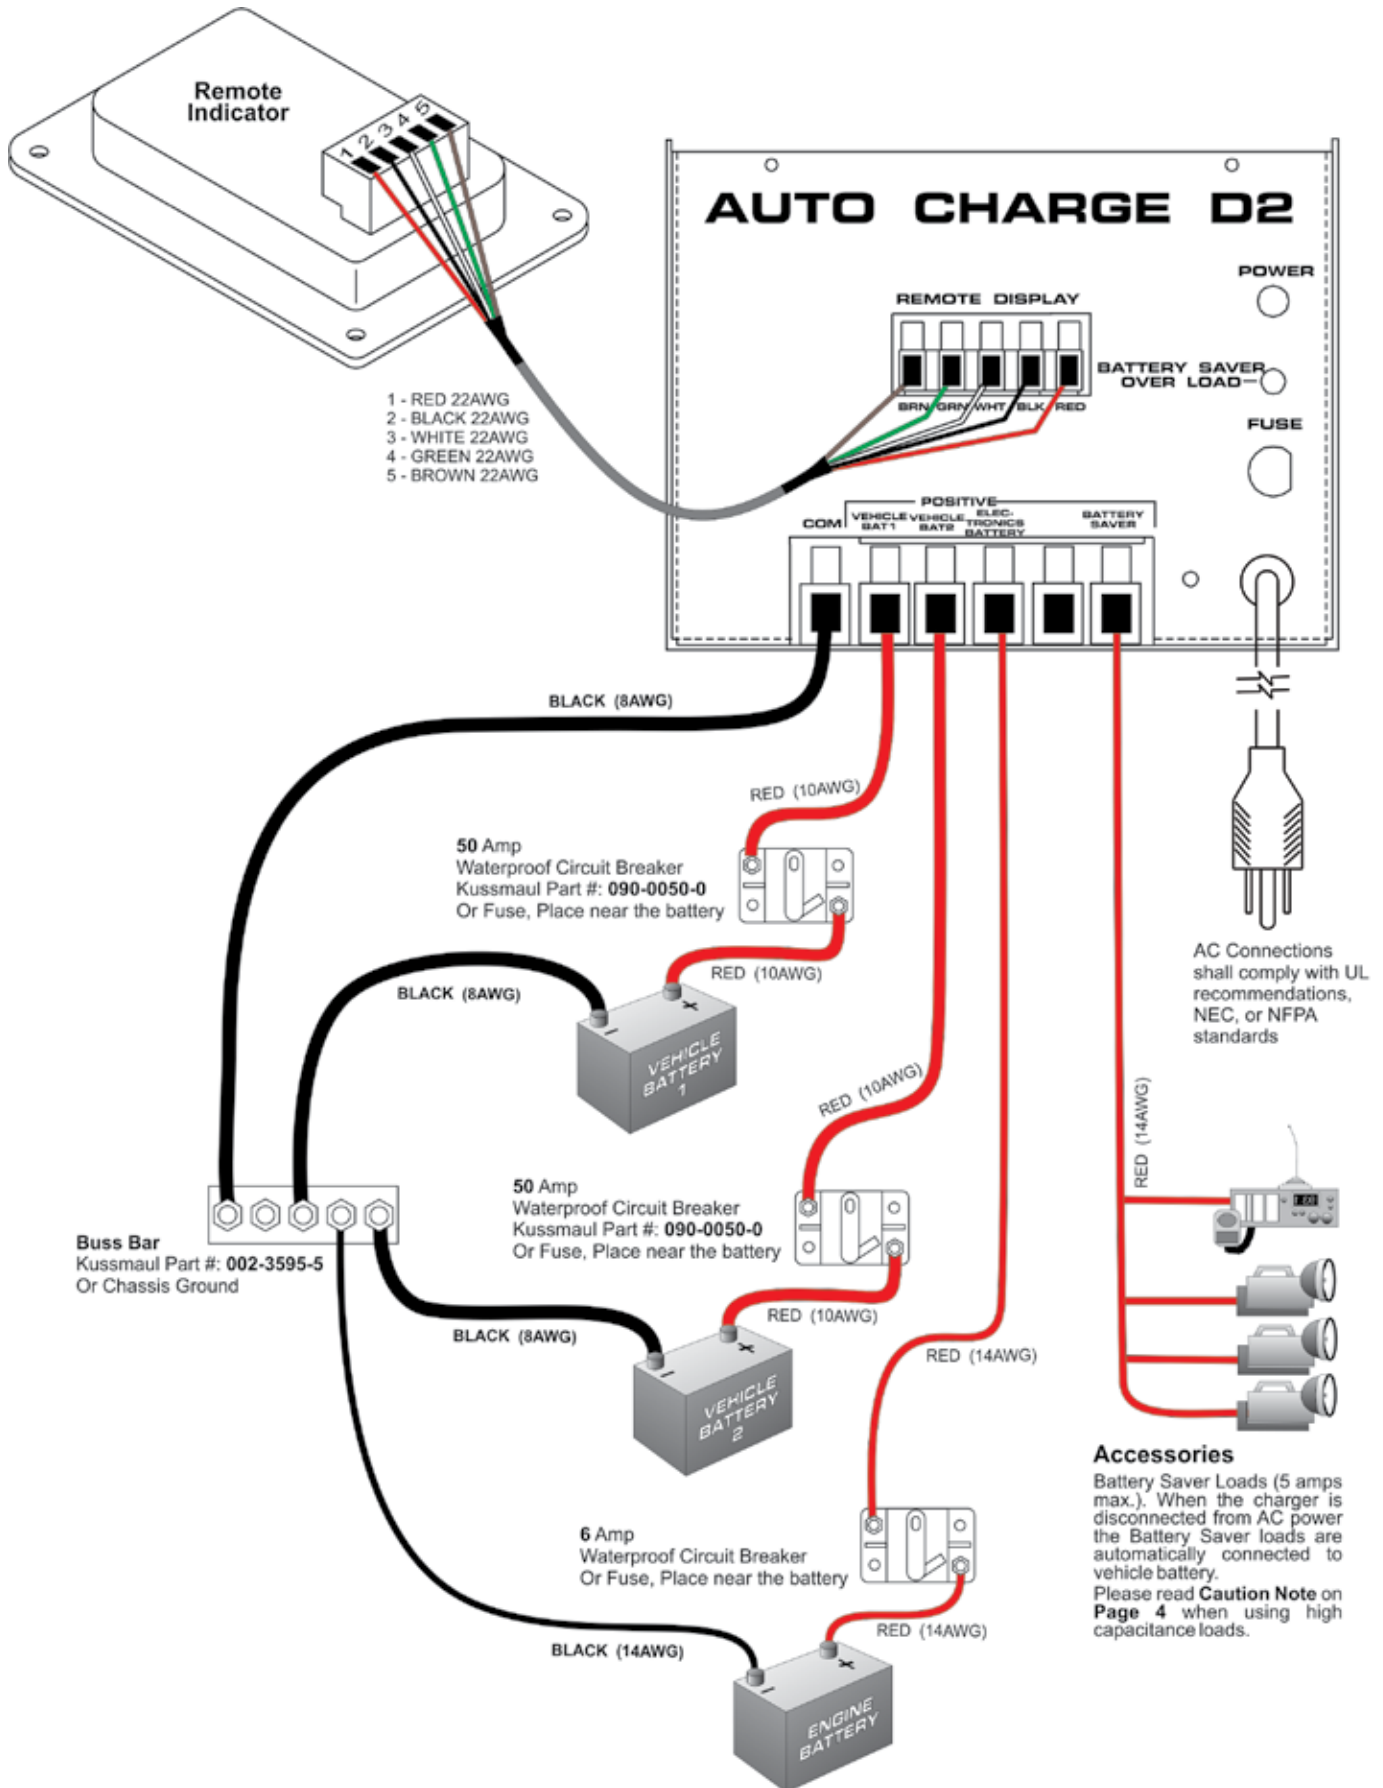 Remote
Indicator
1 2 3 4 5
1 - RED 22AWG
2 - BLACK 22AWG
3 - WHITE 22AWG
4 - GREEN 22AWG
5 - BROWN 22AWG
AUTO CHARGE D2
POWER
REMOTE DISPLAY
BATTERY SAVER
OVER LOAD
BRN GRN WHT BLK RED
FUSE
POSITIVE
COM
VEHICLE
BAT1
VEHICLE
BAT2
ELEC-
TRONICS
BATTERY
BATTERY
SAVER
BLACK (8AWG)
RED (10AWG)
50 Amp
Waterproof Circuit Breaker
Kussmaul Part #: 090-0050-0
Or Fuse, Place near the battery
RED (10AWG)
BLACK (8AWG)
- +
VEHICLE
BATTERY
1
AC Connections
shall comply with UL
recommendations,
NEC, or NFPA
standards
RED (10AWG)
RED (14AWG)
50 Amp
Waterproof Circuit Breaker
Kussmaul Part #: 090-0050-0
Or Fuse, Place near the battery
Buss Bar
Kussmaul Part #: 002-3595-5
Or Chassis Ground
RED (10AWG)
BLACK (8AWG)
- +
VEHICLE
BATTERY
2
RED (14AWG)
Accessories
Battery Saver Loads (5 amps
max.). When the charger is
disconnected from AC power
the Battery Saver loads are
automatically connected to
vehicle battery.
Please read Caution Note on
Page 4 when using high
capacitance loads.
6 Amp
Waterproof Circuit Breaker
Or Fuse, Place near the battery
RED (14AWG)
BLACK (14AWG)
- +
ENGINE
BATTERY